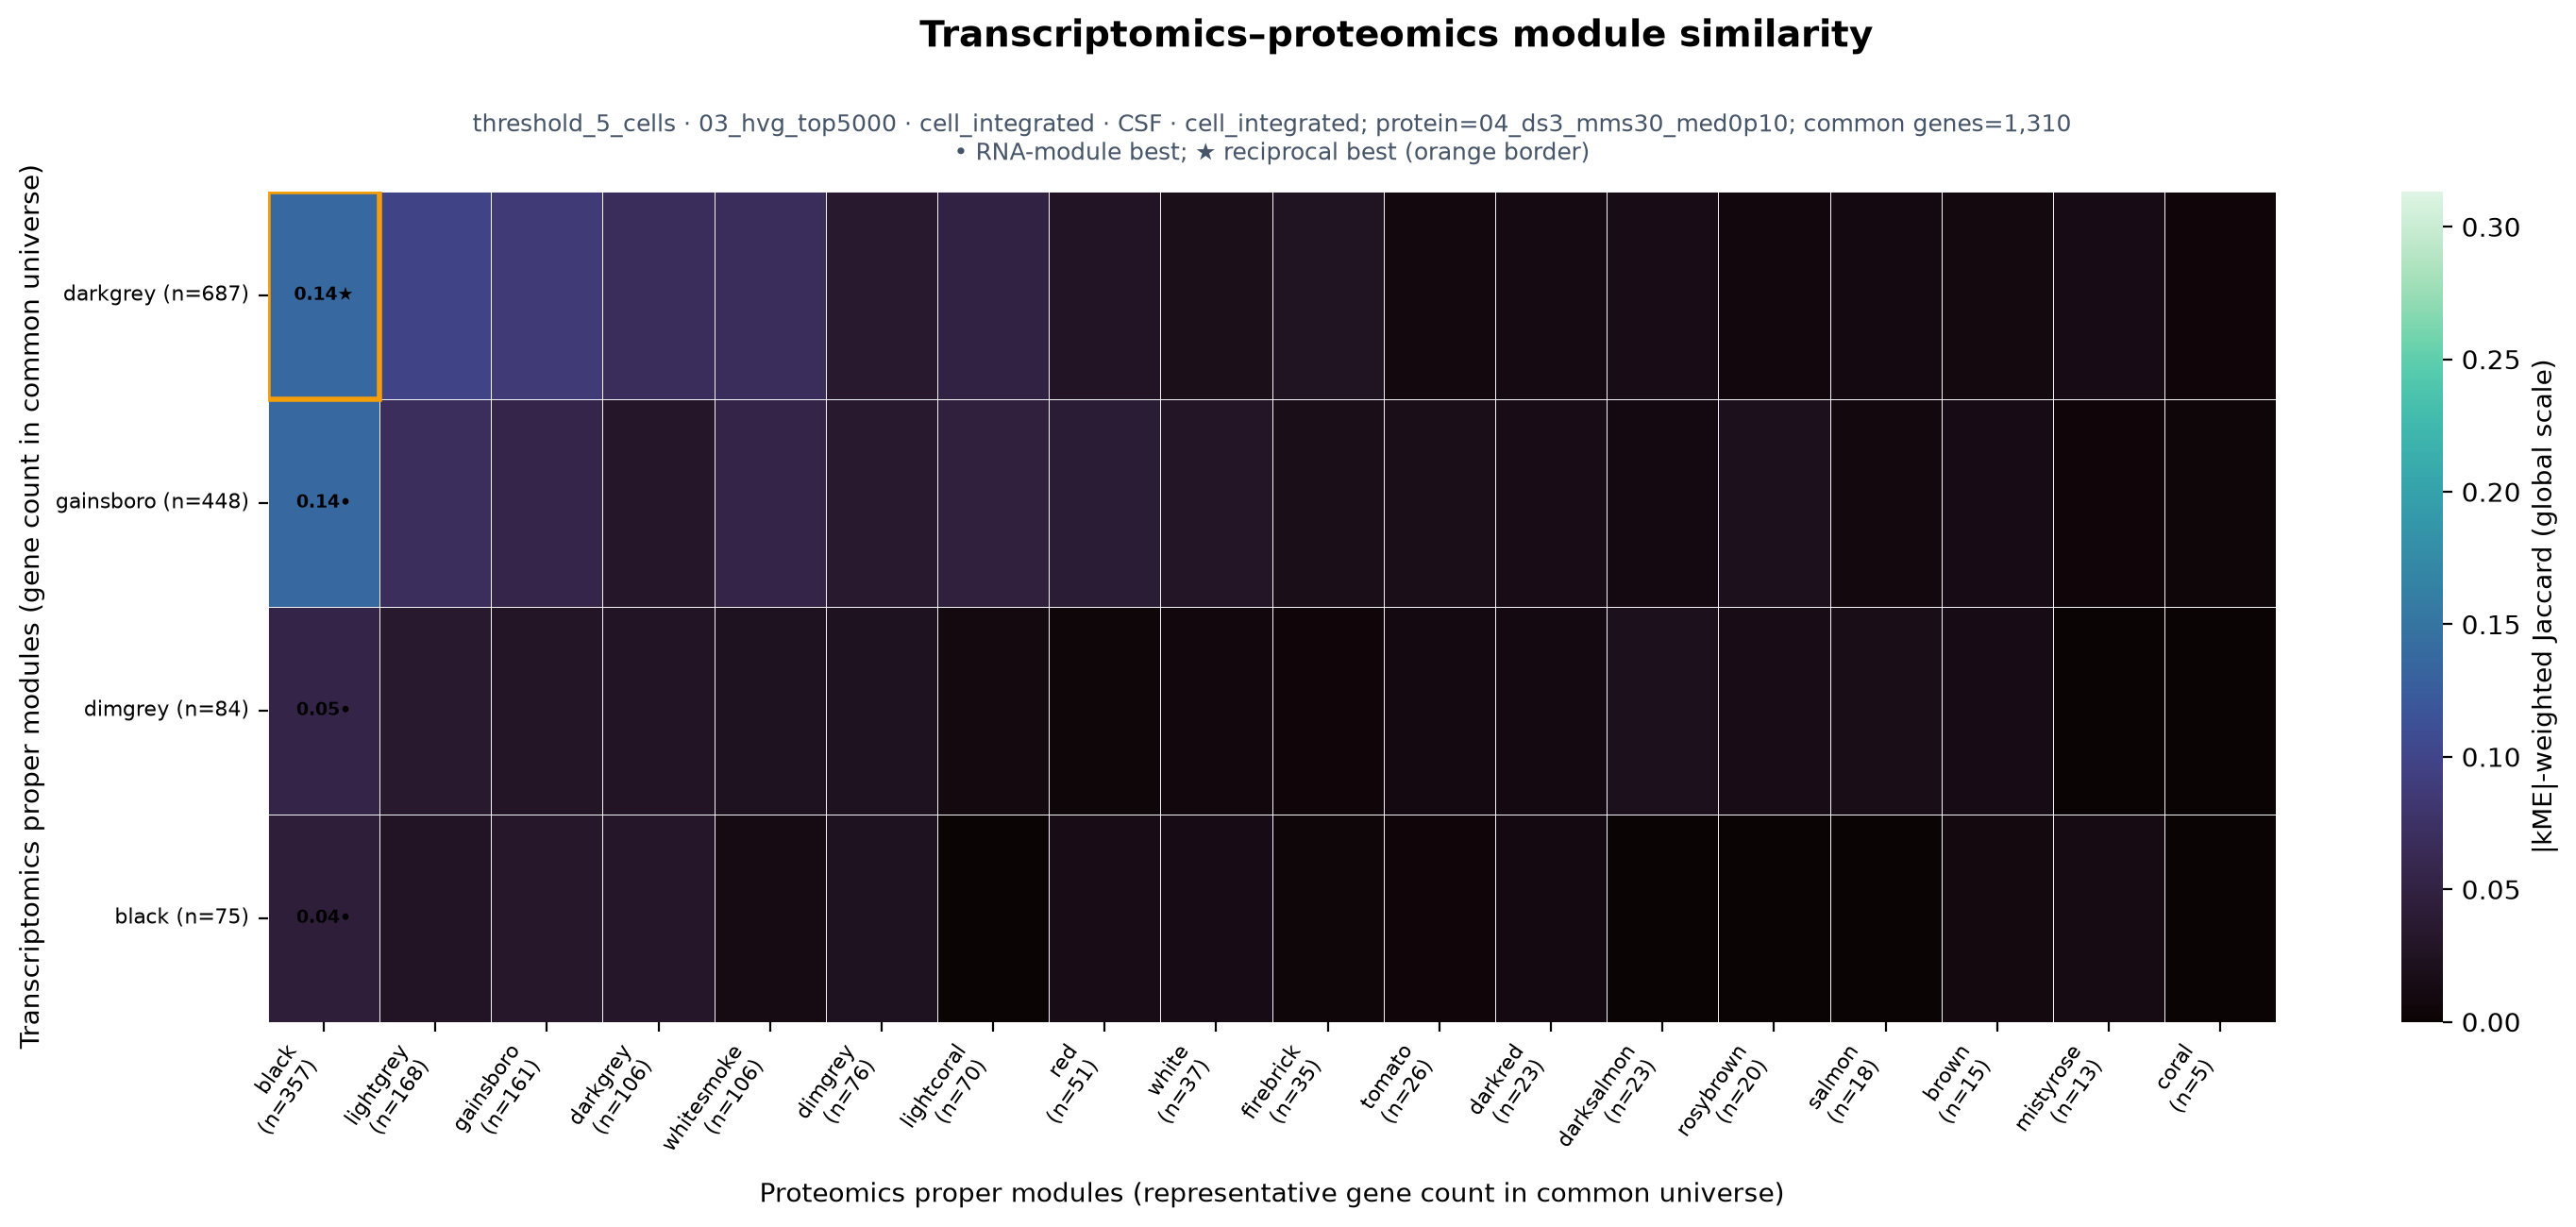 Transcriptomics–proteomics module similarity
threshold_5_cells · 03_hvg_top5000 · cell_integrated · CSF · cell_integrated; protein=04_ds3_mms30_med0p10; common genes=1,310
• RNA-module best; ★ reciprocal best (orange border)
Transcriptomics proper modules (gene count in common universe)
darkgrey (n=687)
gainsboro (n=448)
dimgrey (n=84)
black (n=75)
0.14★
0.14•
0.05•
0.04•
black
(n=357)
lightgrey
(n=168)
gainsboro
(n=161)
darkgrey
(n=106)
whitesmoke
(n=106)
dimgrey
(n=76)
lightcoral
(n=70)
red
(n=51)
white
(n=37)
firebrick
(n=35)
tomato
(n=26)
darkred
(n=23)
darksalmon
(n=23)
rosybrown
(n=20)
salmon
(n=18)
brown
(n=15)
mistyrose
(n=13)
coral
(n=5)
Proteomics proper modules (representative gene count in common universe)
0.30
0.25
0.20
0.15
0.10
0.05
0.00
|kME|-weighted Jaccard (global scale)